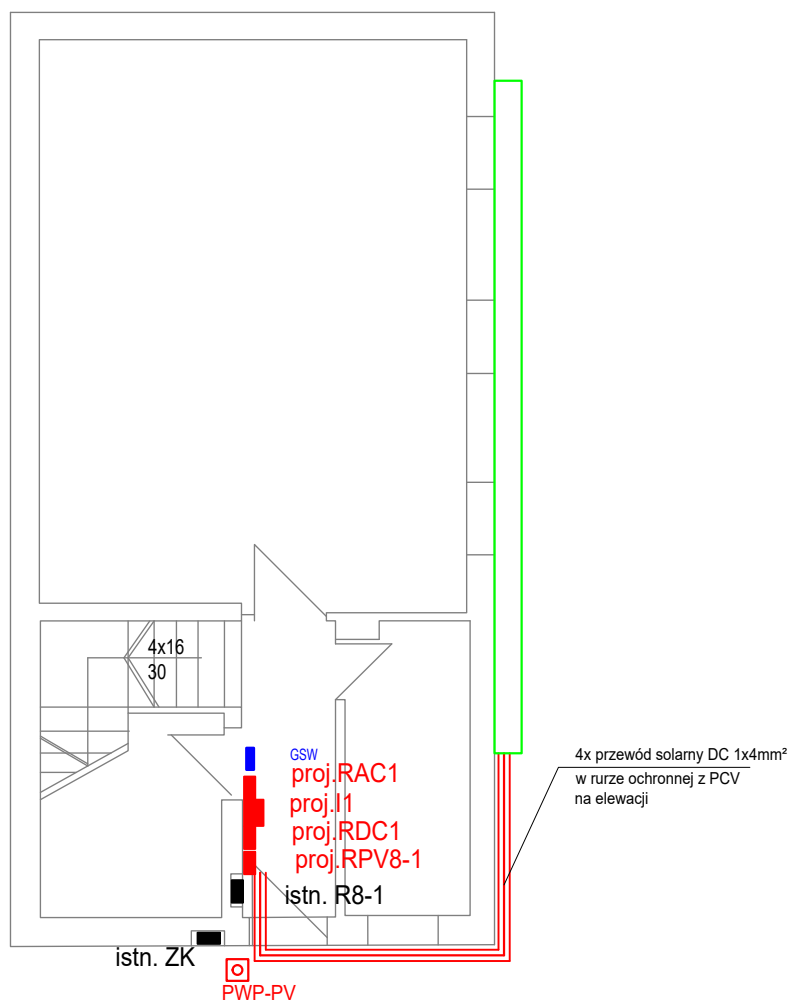 4x16
30
GSW
proj.RAC1
proj.I1
proj.RDC1
proj.RPV8-1
istn. R8-1
istn. ZK
PWP-PV
4x przewód solarny DC 1x4mm²
w rurze ochronnej z PCV
na elewacji